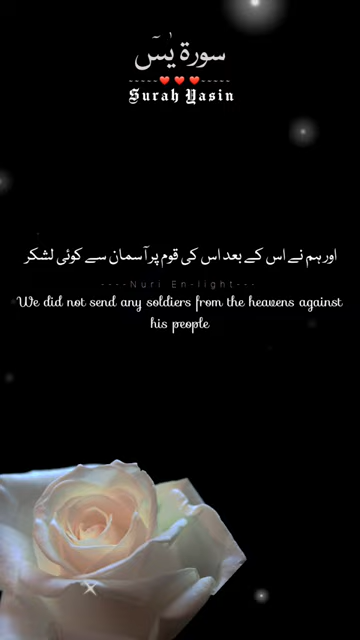 سورة يٰسٓ
-----❤️❤️❤️-----
Surah Yasin
اور ہم نے اس کے بعد اس کی قوم پر آسمان سے کوئی لشکر
----Nuri En-light---
We did not send any soldiers from the heavens against
his people